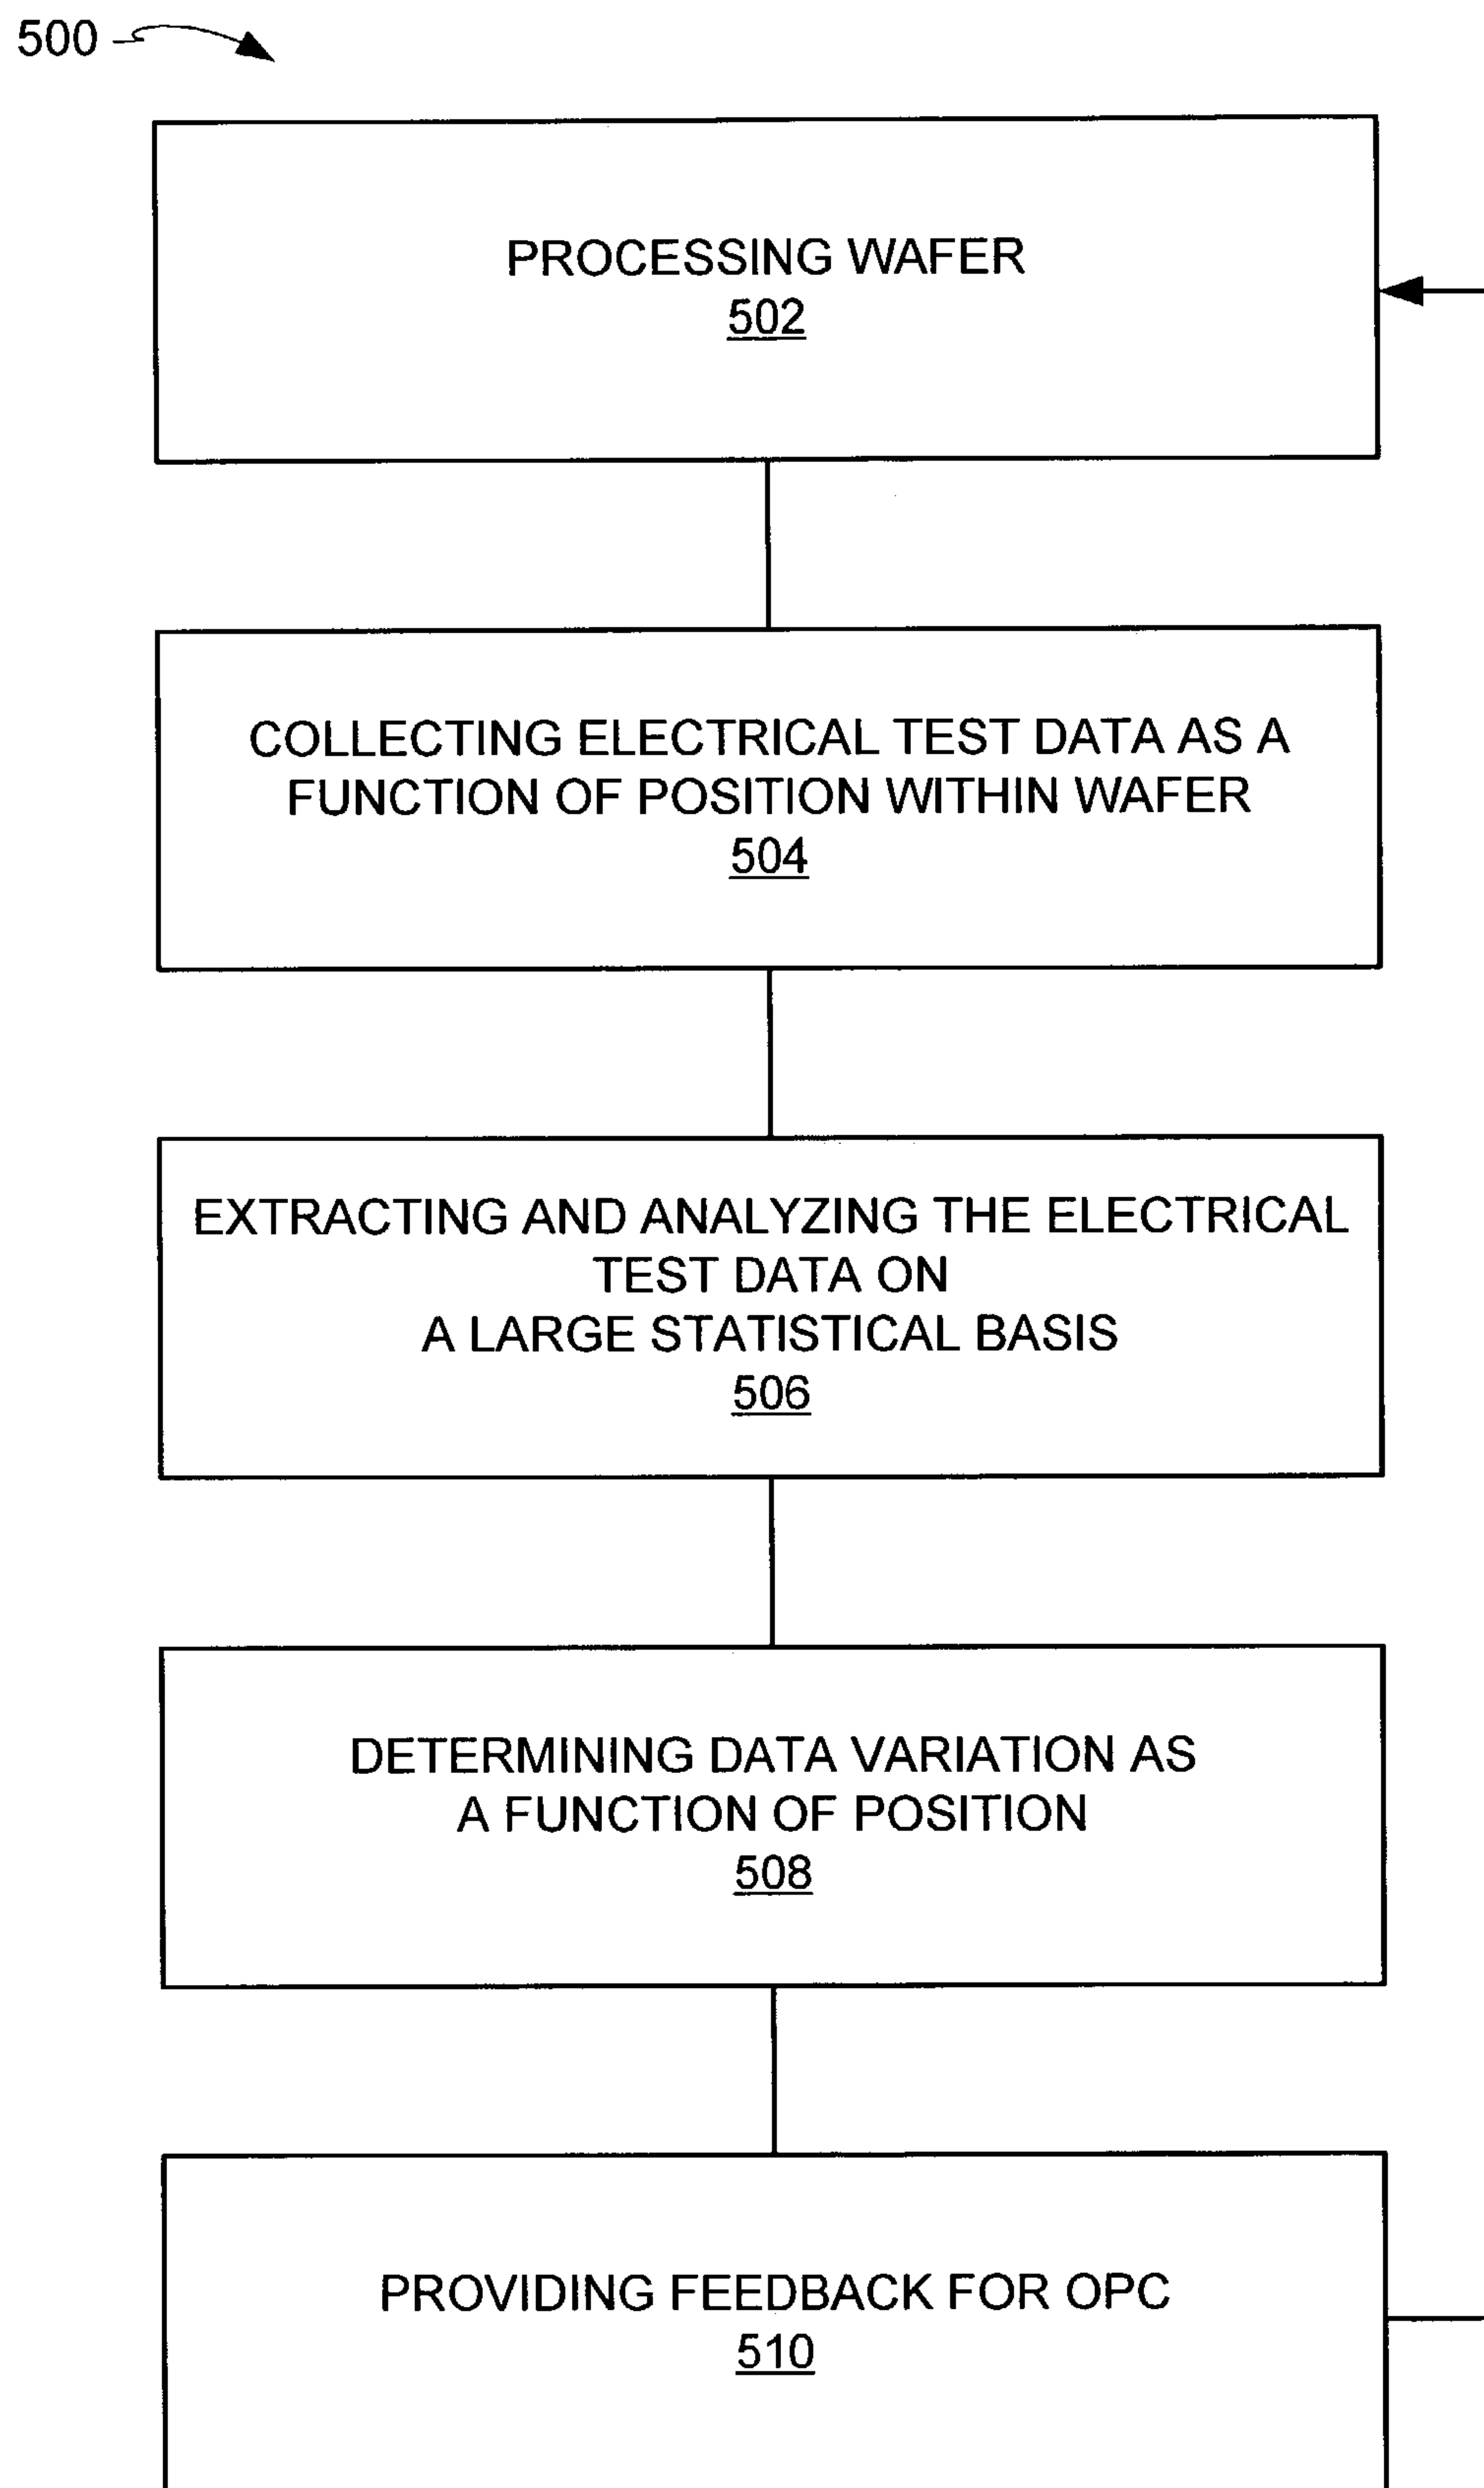 500
PROCESSING WAFER
502
COLLECTING ELECTRICAL TEST DATA AS A
FUNCTION OF POSITION WITHIN WAFER
504
EXTRACTING AND ANALYZING THE ELECTRICAL
TEST DATA ON
A LARGE STATISTICAL BASIS
506
DETERMINING DATA VARIATION AS
A FUNCTION OF POSITION
508
PROVIDING FEEDBACK FOR OPC
510